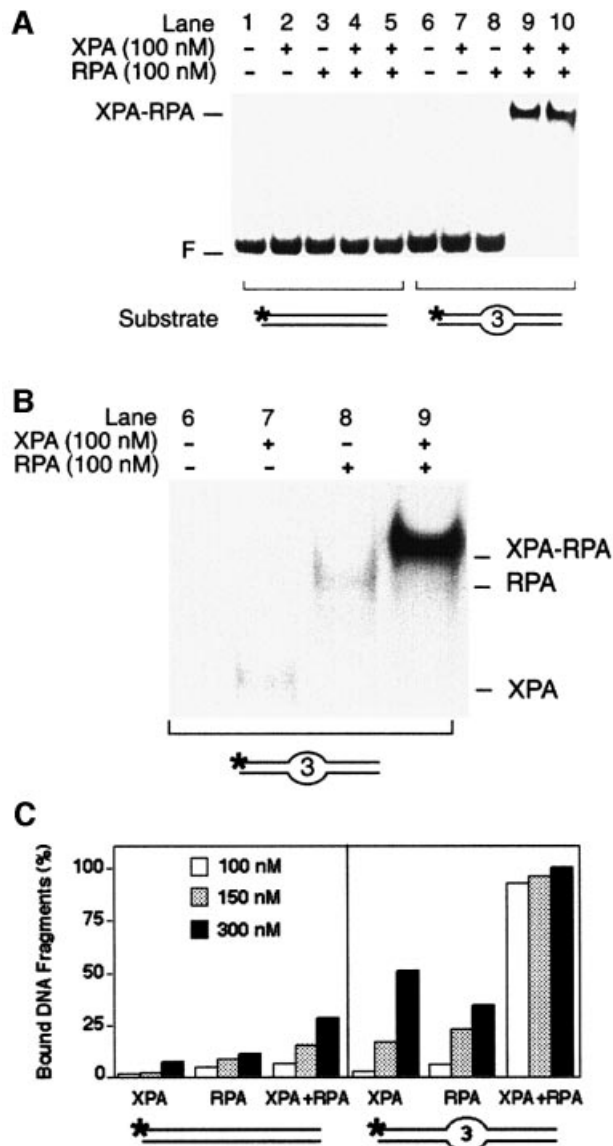 A
Lane 1 2 3 4 5 6 7 8 9 10
XPA (100 nM) - + - + + - + - + +
RPA (100 nM) - - + + + - - + + +
XPA-RPA
F
Substrate * * 3
B
Lane 6 7 8 9
XPA (100 nM) - + - +
RPA (100 nM) - - + +
XPA-RPA
RPA
XPA
* 3
C
Bound DNA Fragments (%)
100
75
50
25
0
100 nM
150 nM
300 nM
XPA RPA XPA+RPA XPA RPA XPA+RPA
* * 3